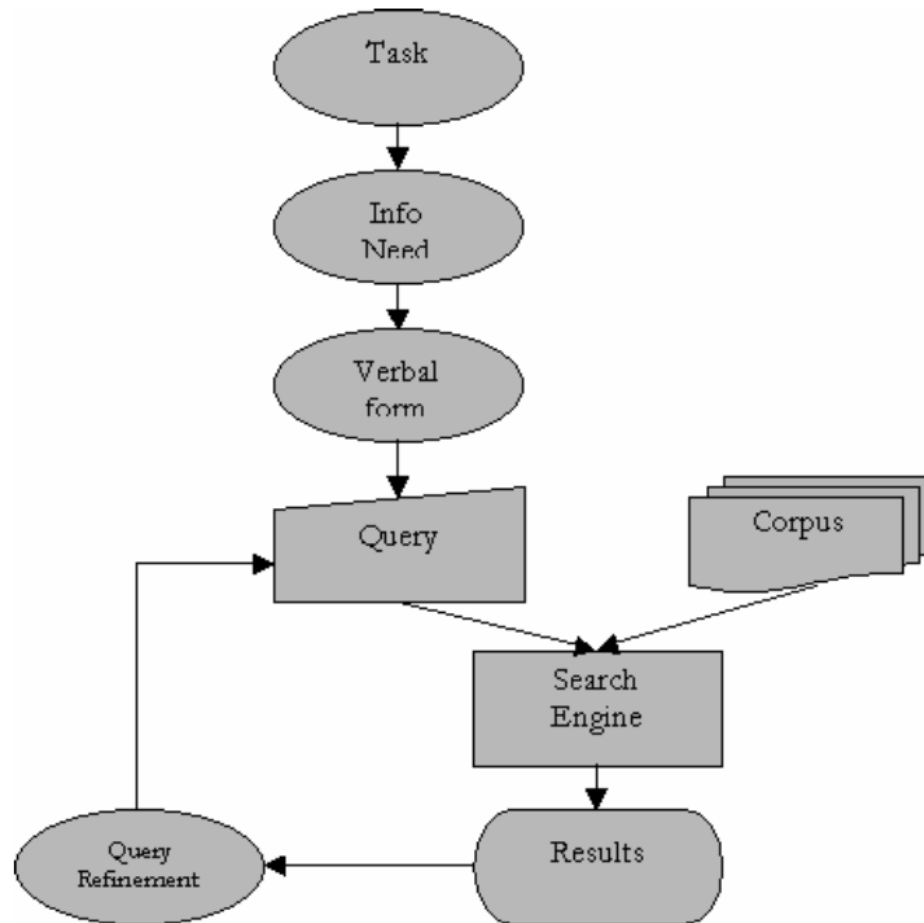 Task
Info
Need
Verbal
form
Query
Corpus
Search
Engine
Results
Query
Refinement